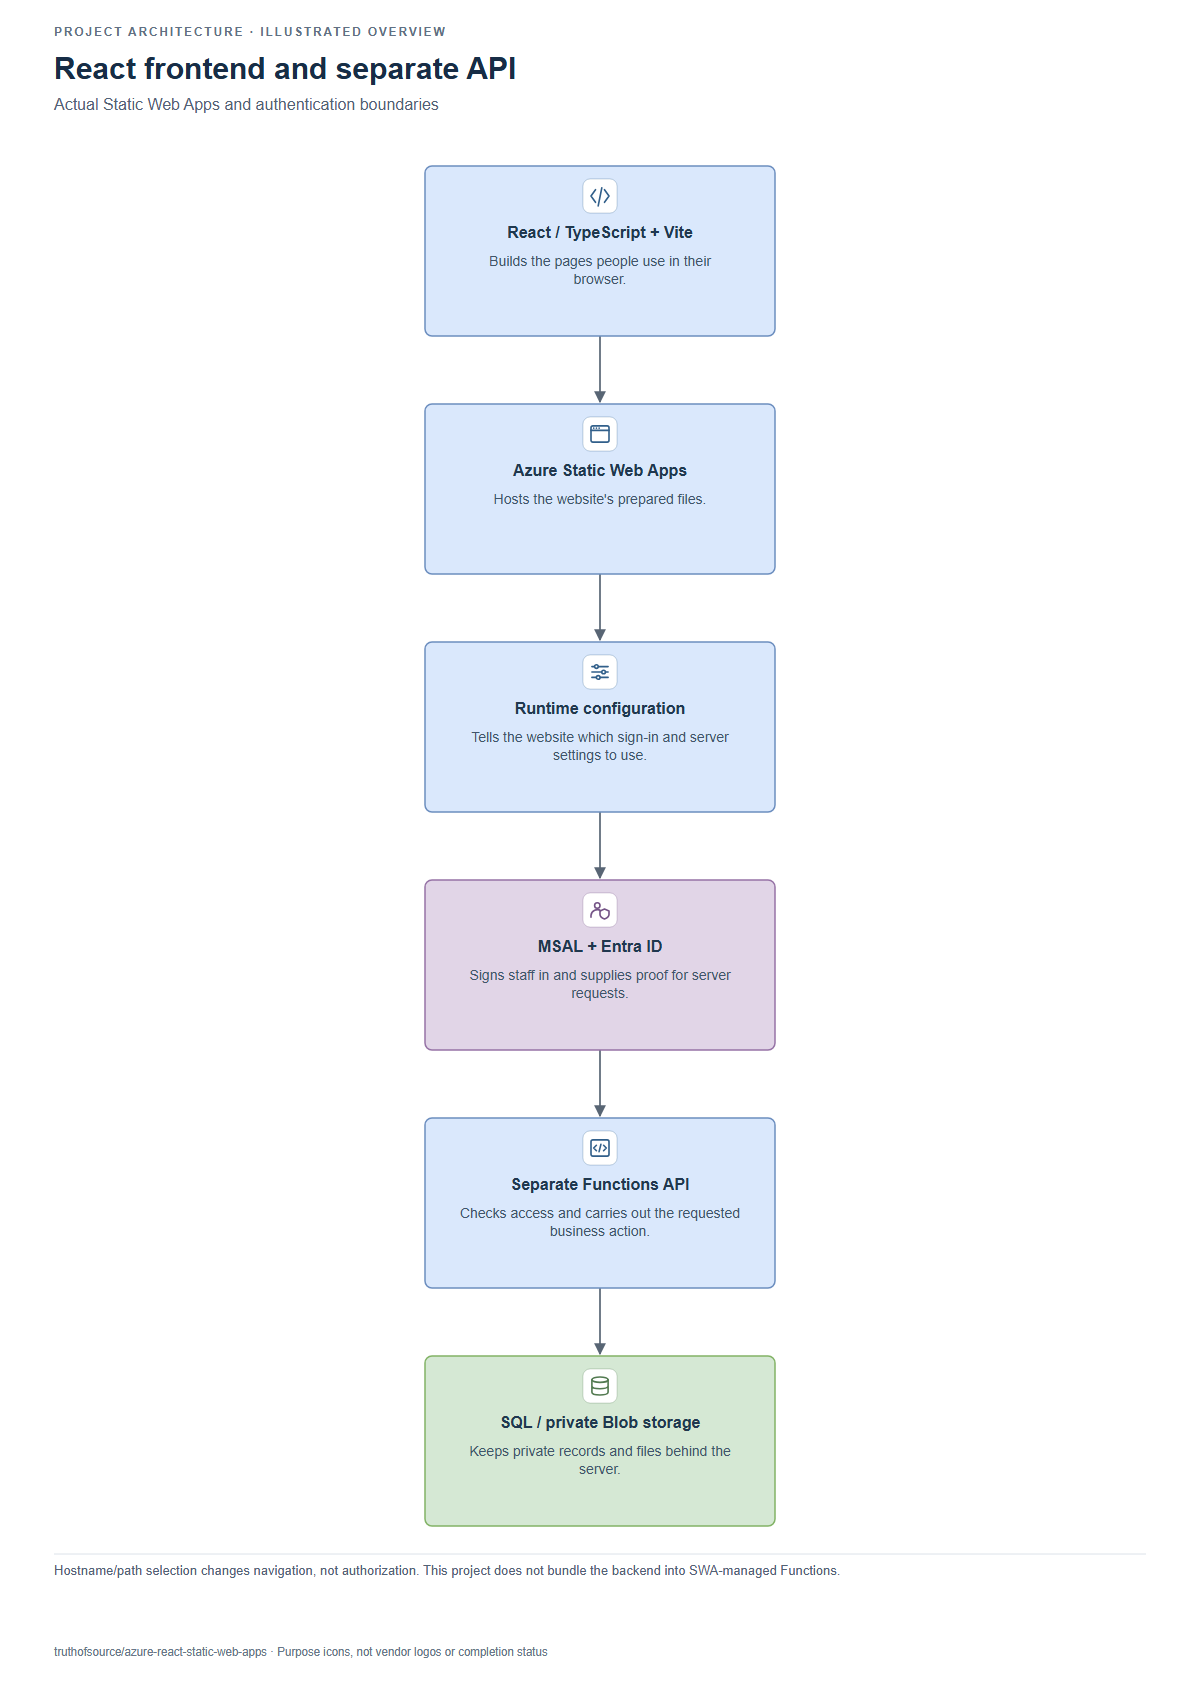 PROJECT ARCHITECTURE · ILLUSTRATED OVERVIEW
React frontend and separate API
Actual Static Web Apps and authentication boundaries
React / TypeScript + Vite
Builds the pages people use in their
browser.
Azure Static Web Apps
Hosts the website's prepared files.
Runtime configuration
Tells the website which sign-in and server
settings to use.
MSAL + Entra ID
Signs staff in and supplies proof for server
requests.
Separate Functions API
Checks access and carries out the requested
business action.
SQL / private Blob storage
Keeps private records and files behind the
server.
Hostname/path selection changes navigation, not authorization. This project does not bundle the backend into SWA-managed Functions.
truthofsource/azure-react-static-web-apps · Purpose icons, not vendor logos or completion status